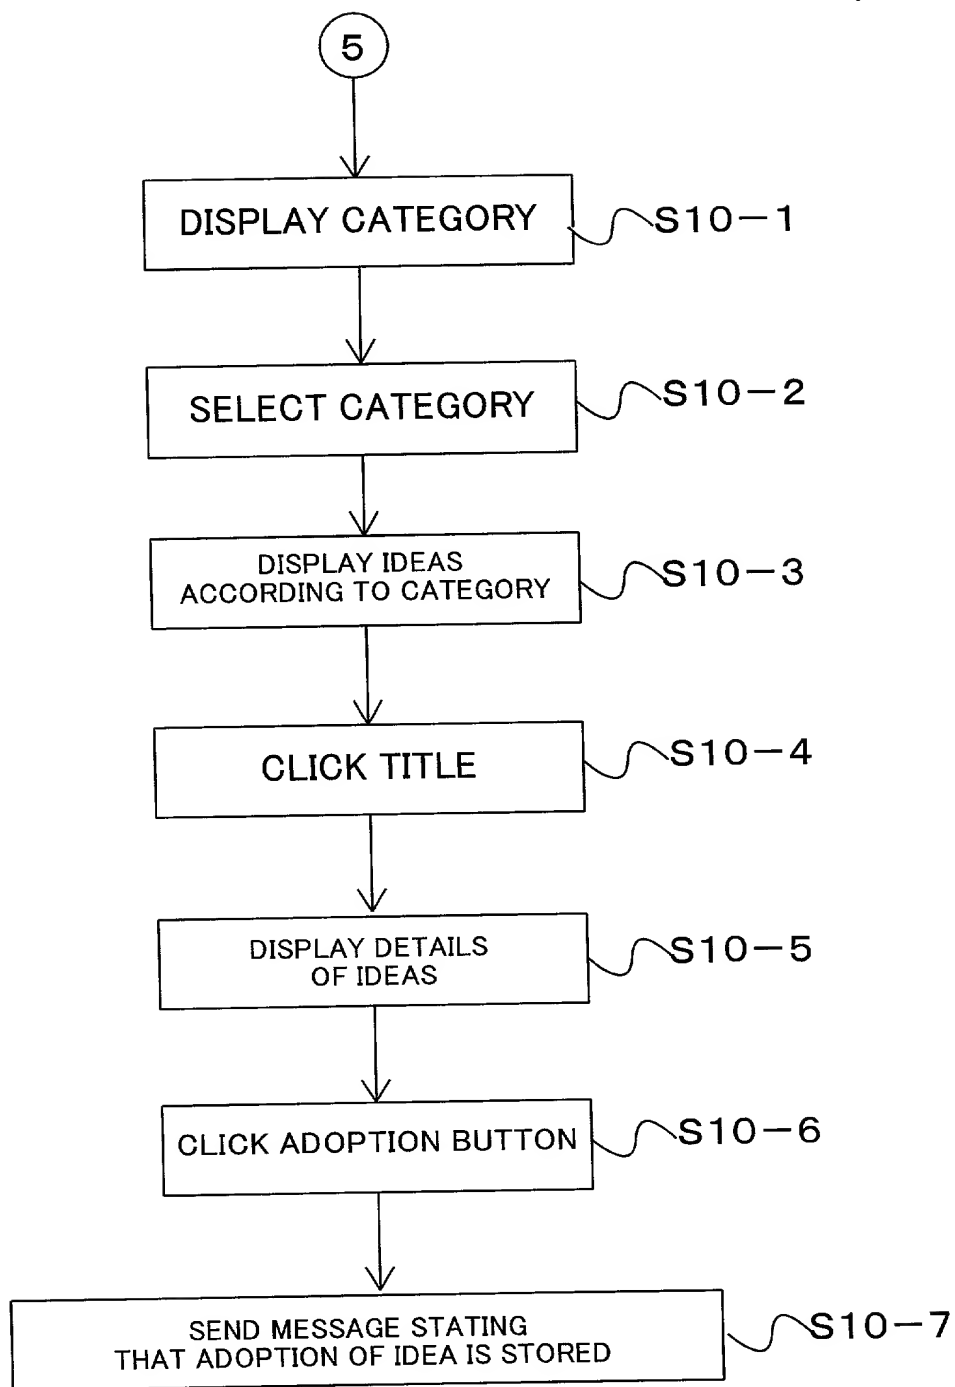 5
DISPLAY CATEGORY
S10-1
SELECT CATEGORY
S10-2
DISPLAY IDEAS
ACCORDING TO CATEGORY
S10-3
CLICK TITLE
S10-4
DISPLAY DETAILS
OF IDEAS
S10-5
CLICK ADOPTION BUTTON
S10-6
SEND MESSAGE STATING
THAT ADOPTION OF IDEA IS STORED
S10-7